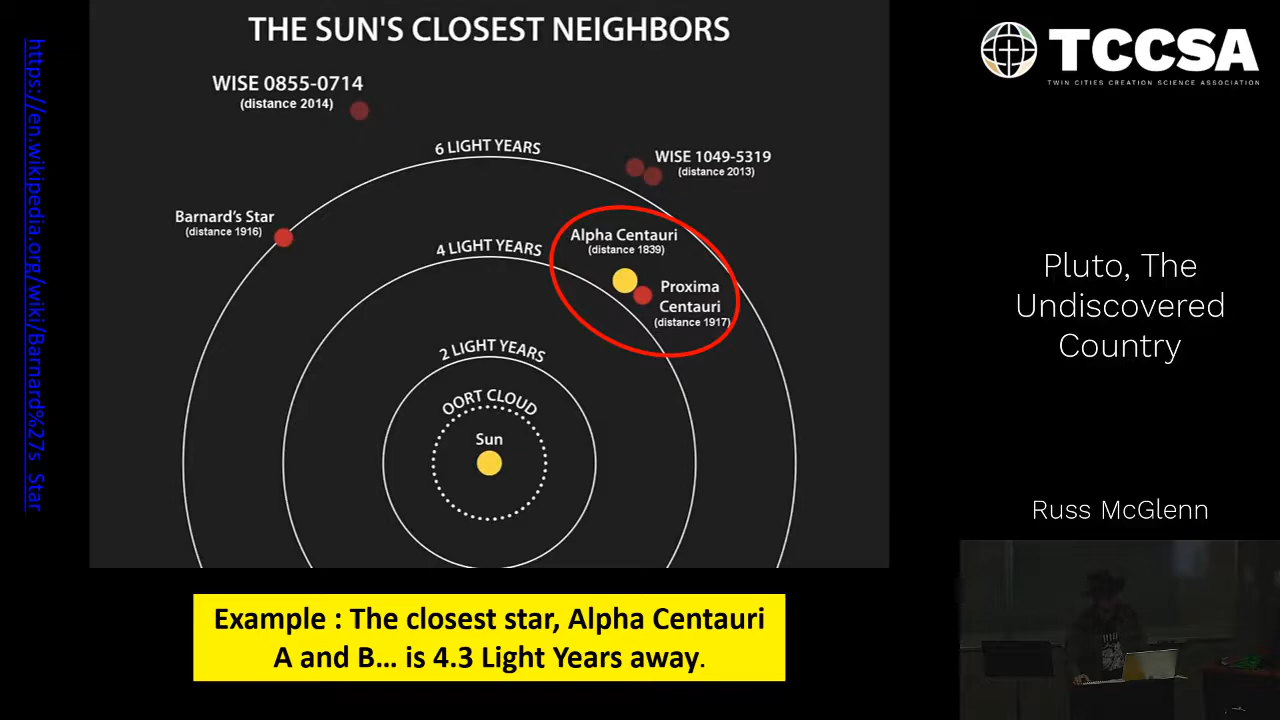 THE SUN'S CLOSEST NEIGHBORS
WISE 0855-0714
(distance 2014)
6 LIGHT YEARS
WISE 1049-5319
(distance 2013)
Barnard's Star
(distance 1916)
4 LIGHT YEARS
Alpha Centauri
(distance 1839)
Proxima
Centauri
(distance 1917)
2 LIGHT YEARS
OORT CLOUD
Sun
https://en.wikipedia.org/wiki/Barnard%27s_Star
Example : The closest star, Alpha Centauri
A and B... is 4.3 Light Years away.
TCCSA
TWIN CITIES CREATION SCIENCE ASSOCIATION
Pluto, The
Undiscovered
Country
Russ McGlenn